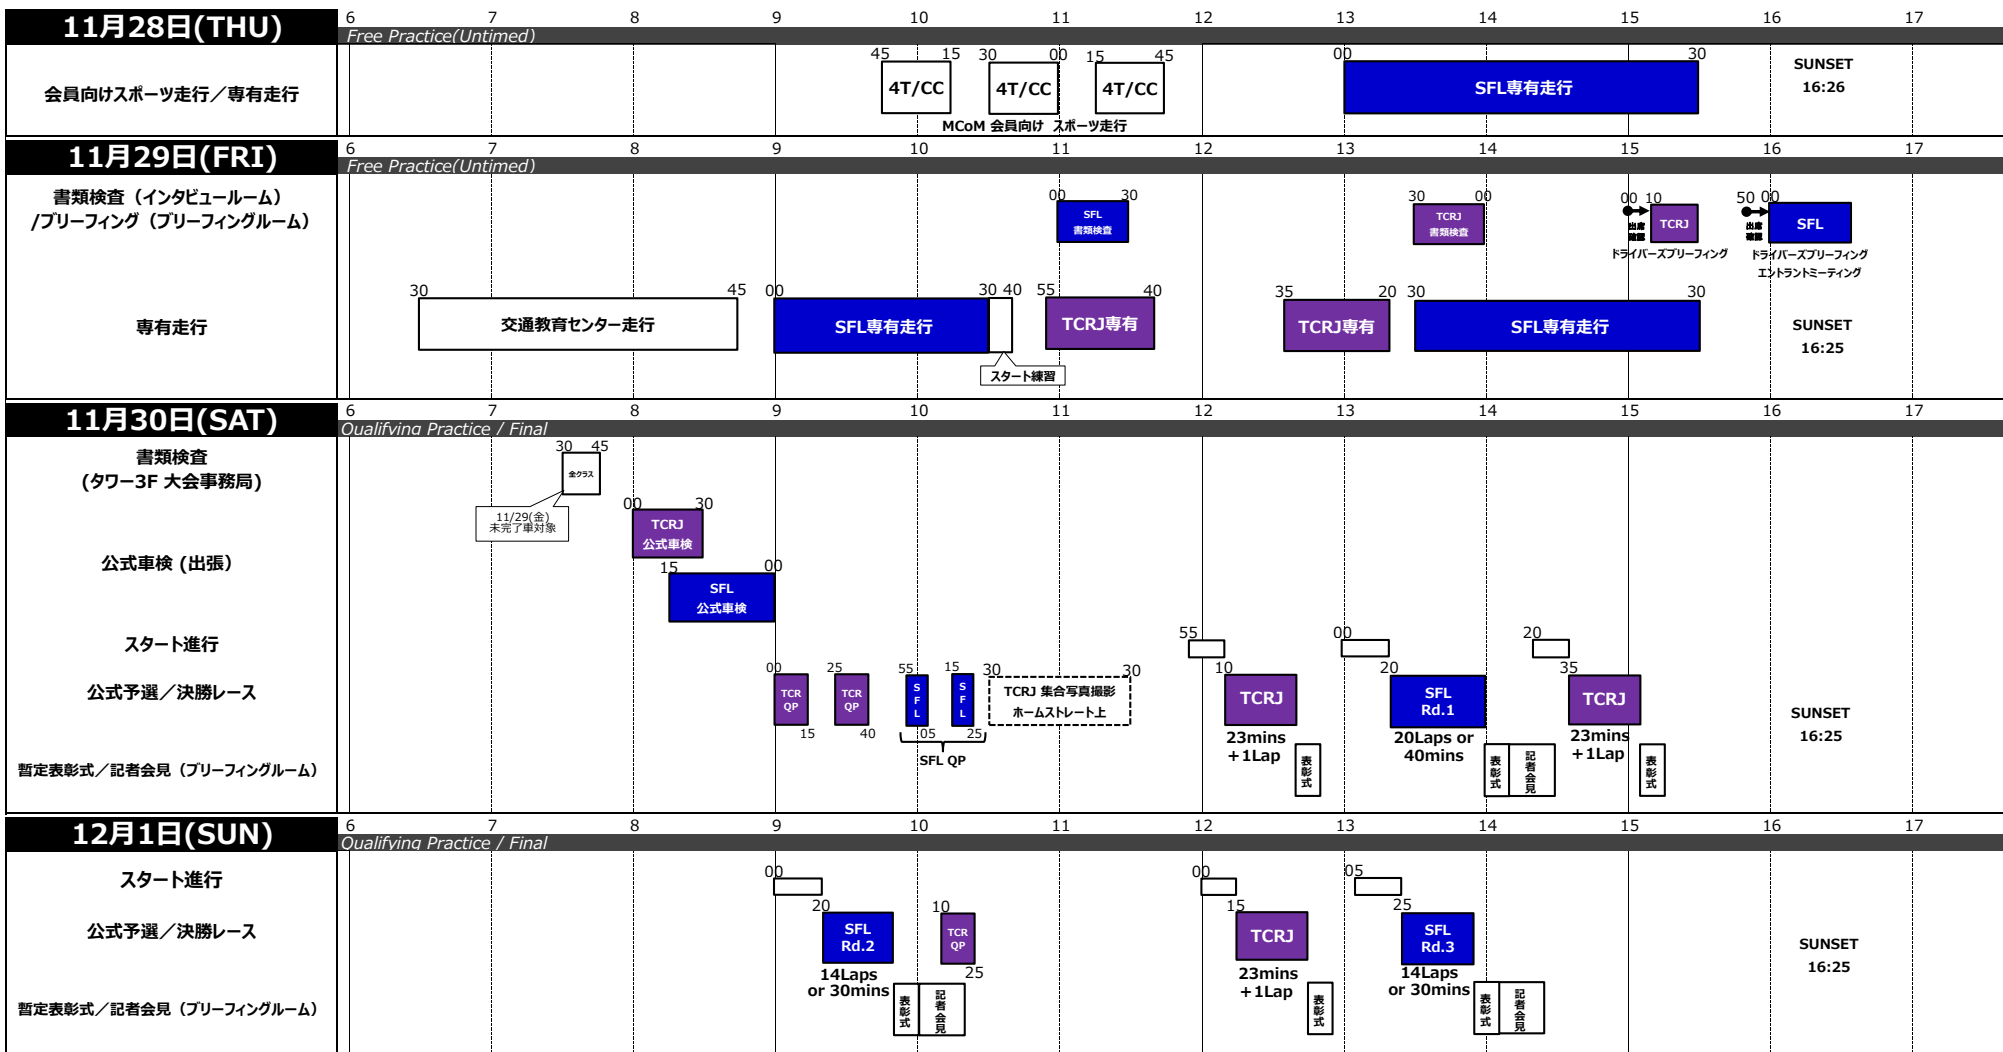 11月28日(THU)
6 7 8 9 10 11 12 13 14 15 16 17
Free Practice(Untimed)
会員向けスポーツ走行／専有走行
45 15 30 00 15 45 00 30
4T/CC 4T/CC 4T/CC
SFL専有走行
MCoM 会員向け スポーツ走行
SUNSET
16:26
11月29日(FRI)
6 7 8 9 10 11 12 13 14 15 16 17
Free Practice(Untimed)
書類検査（インタビュールーム）
/ブリーフィング（ブリーフィングルーム）
00 30 30 00 00 10 50 00
SFL
書類検査
TCRJ
書類検査
出席
確認
TCRJ
ドライバーズブリーフィング
出席
確認
SFL
ドライバーズブリーフィング
エントラントミーティング
専有走行
30 45 00 30 40 55 40 35 20 30 30
交通教育センター走行
SFL専有走行
スタート練習
TCRJ専有
TCRJ専有
SFL専有走行
SUNSET
16:25
11月30日(SAT)
6 7 8 9 10 11 12 13 14 15 16 17
Qualifying Practice / Final
書類検査
(タワー3F 大会事務局)
30 45
全クラス
11/29(金)
未完了車対象
公式車検 (出張）
00 30
TCRJ
公式車検
15 00
SFL
公式車検
スタート進行
55 00 20
公式予選／決勝レース
00 25 55 15 30 30 10 20 35
TCR
QP
15
TCR
QP
40
SFL
05
SFL
25
SFL QP
TCRJ 集合写真撮影
ホームストレート上
TCRJ
23mins
+1Lap
SFL
Rd.1
20Laps or
40mins
TCRJ
23mins
+1Lap
SUNSET
16:25
暫定表彰式／記者会見（ブリーフィングルーム）
表彰式
表彰式
記者会見
表彰式
12月1日(SUN)
6 7 8 9 10 11 12 13 14 15 16 17
Qualifying Practice / Final
スタート進行
00 00 05
公式予選／決勝レース
20 10 15 25
SFL
Rd.2
14Laps
or 30mins
TCR
QP
25
TCRJ
23mins
+1Lap
SFL
Rd.3
14Laps
or 30mins
SUNSET
16:25
暫定表彰式／記者会見（ブリーフィングルーム）
表彰式
記者会見
表彰式
表彰式
記者会見